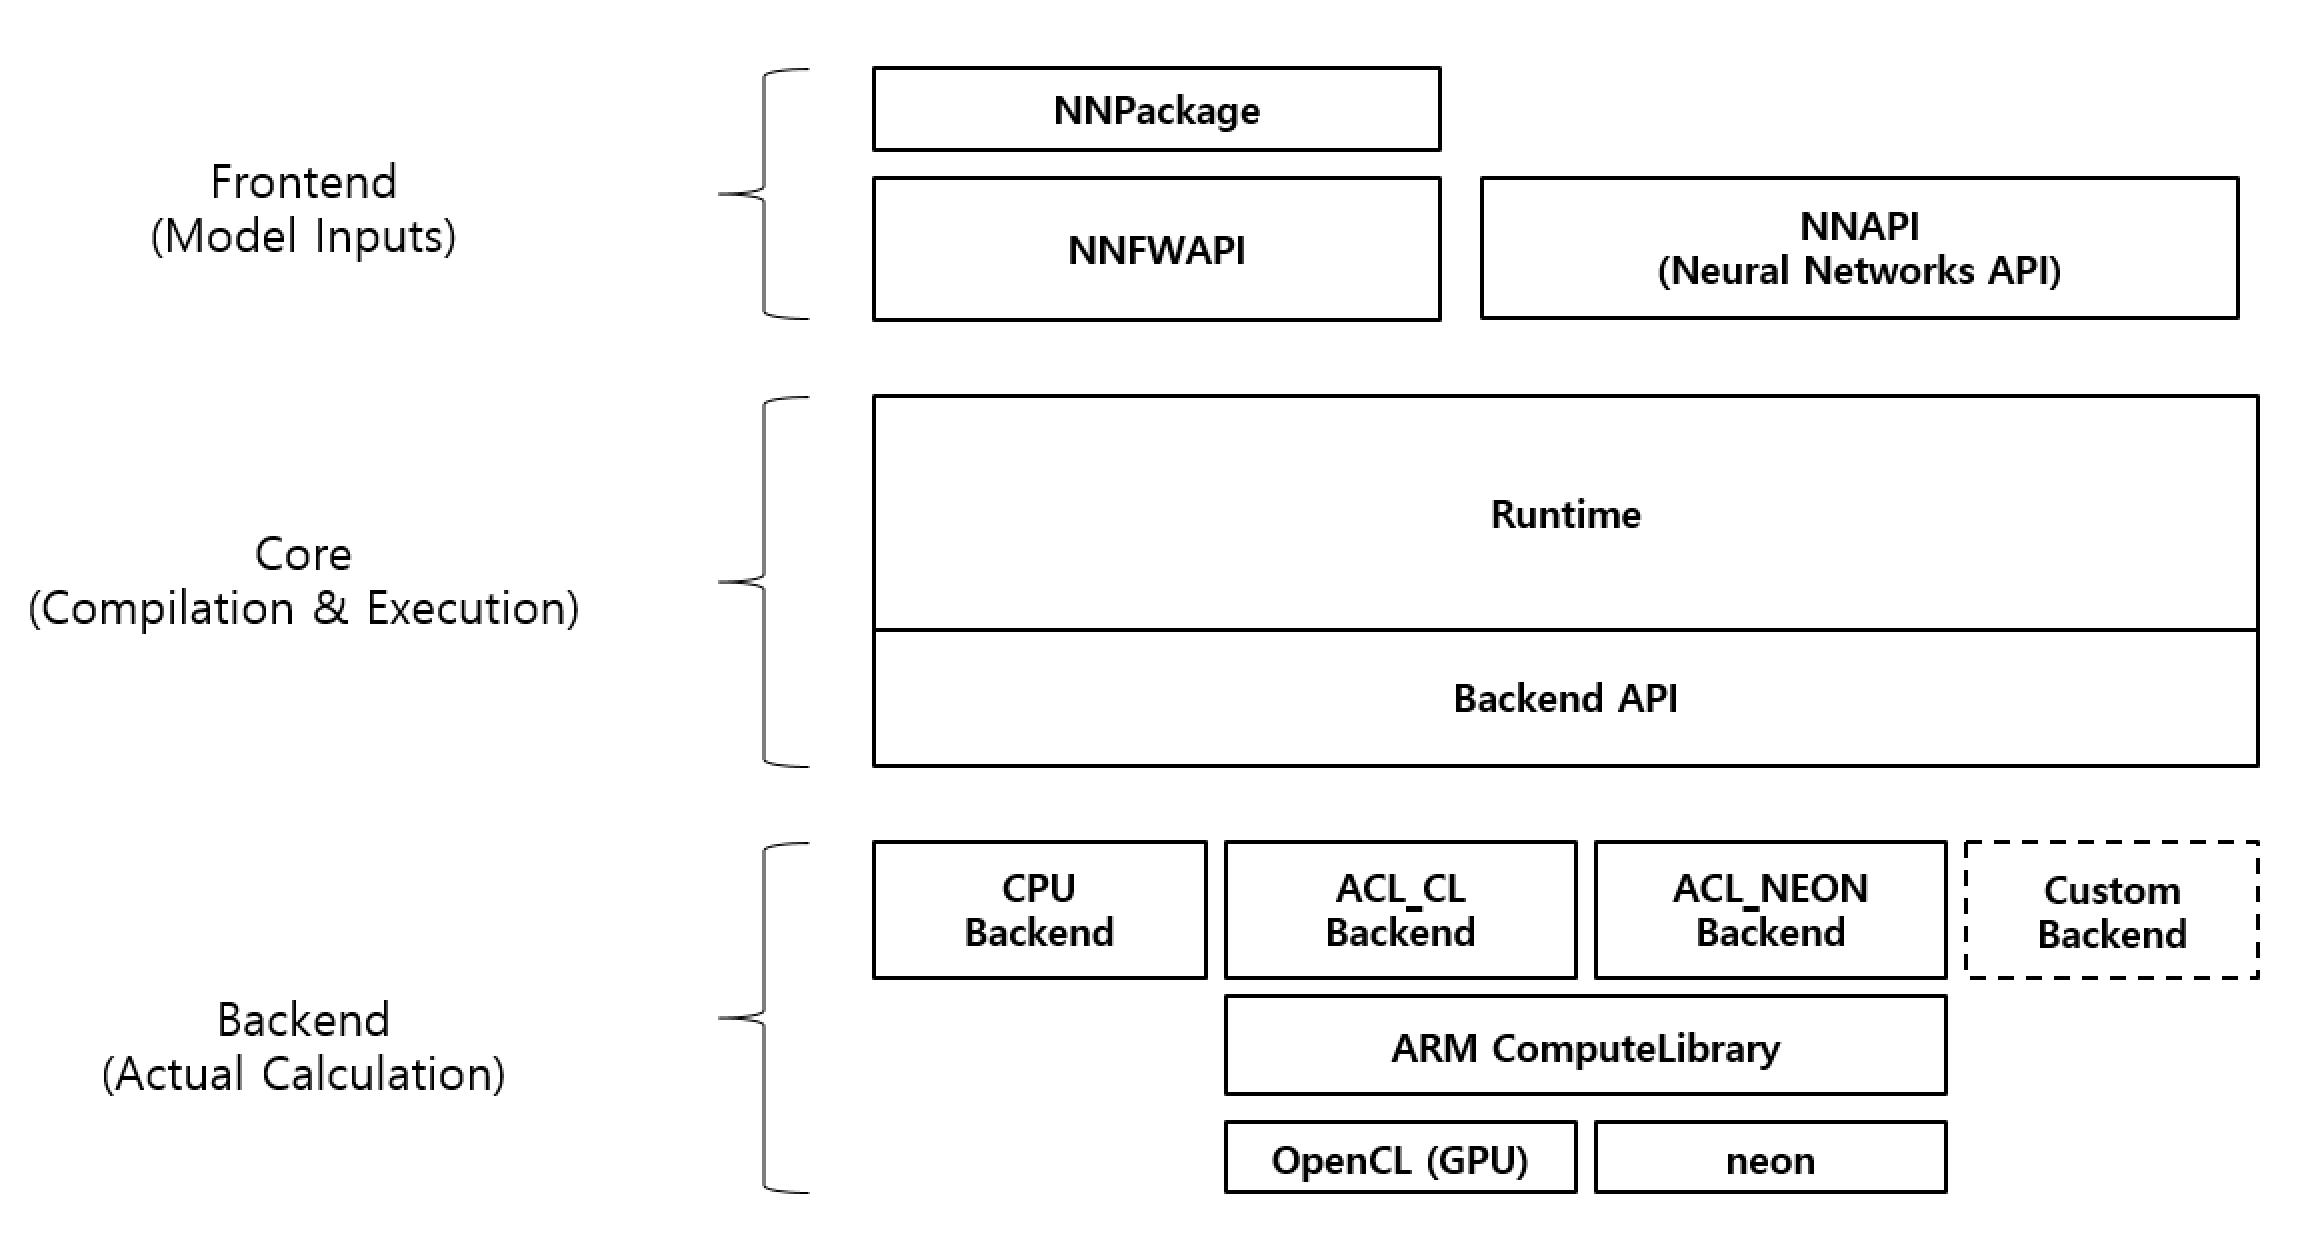 Frontend
(Model Inputs)
NNPackage
NNFWAPI
NNAPI
(Neural Networks API)
Core
(Compilation & Execution)
Runtime
Backend API
Backend
(Actual Calculation)
CPU
Backend
ACL_CL
Backend
ACL_NEON
Backend
Custom
Backend
ARM ComputeLibrary
OpenCL (GPU)
neon